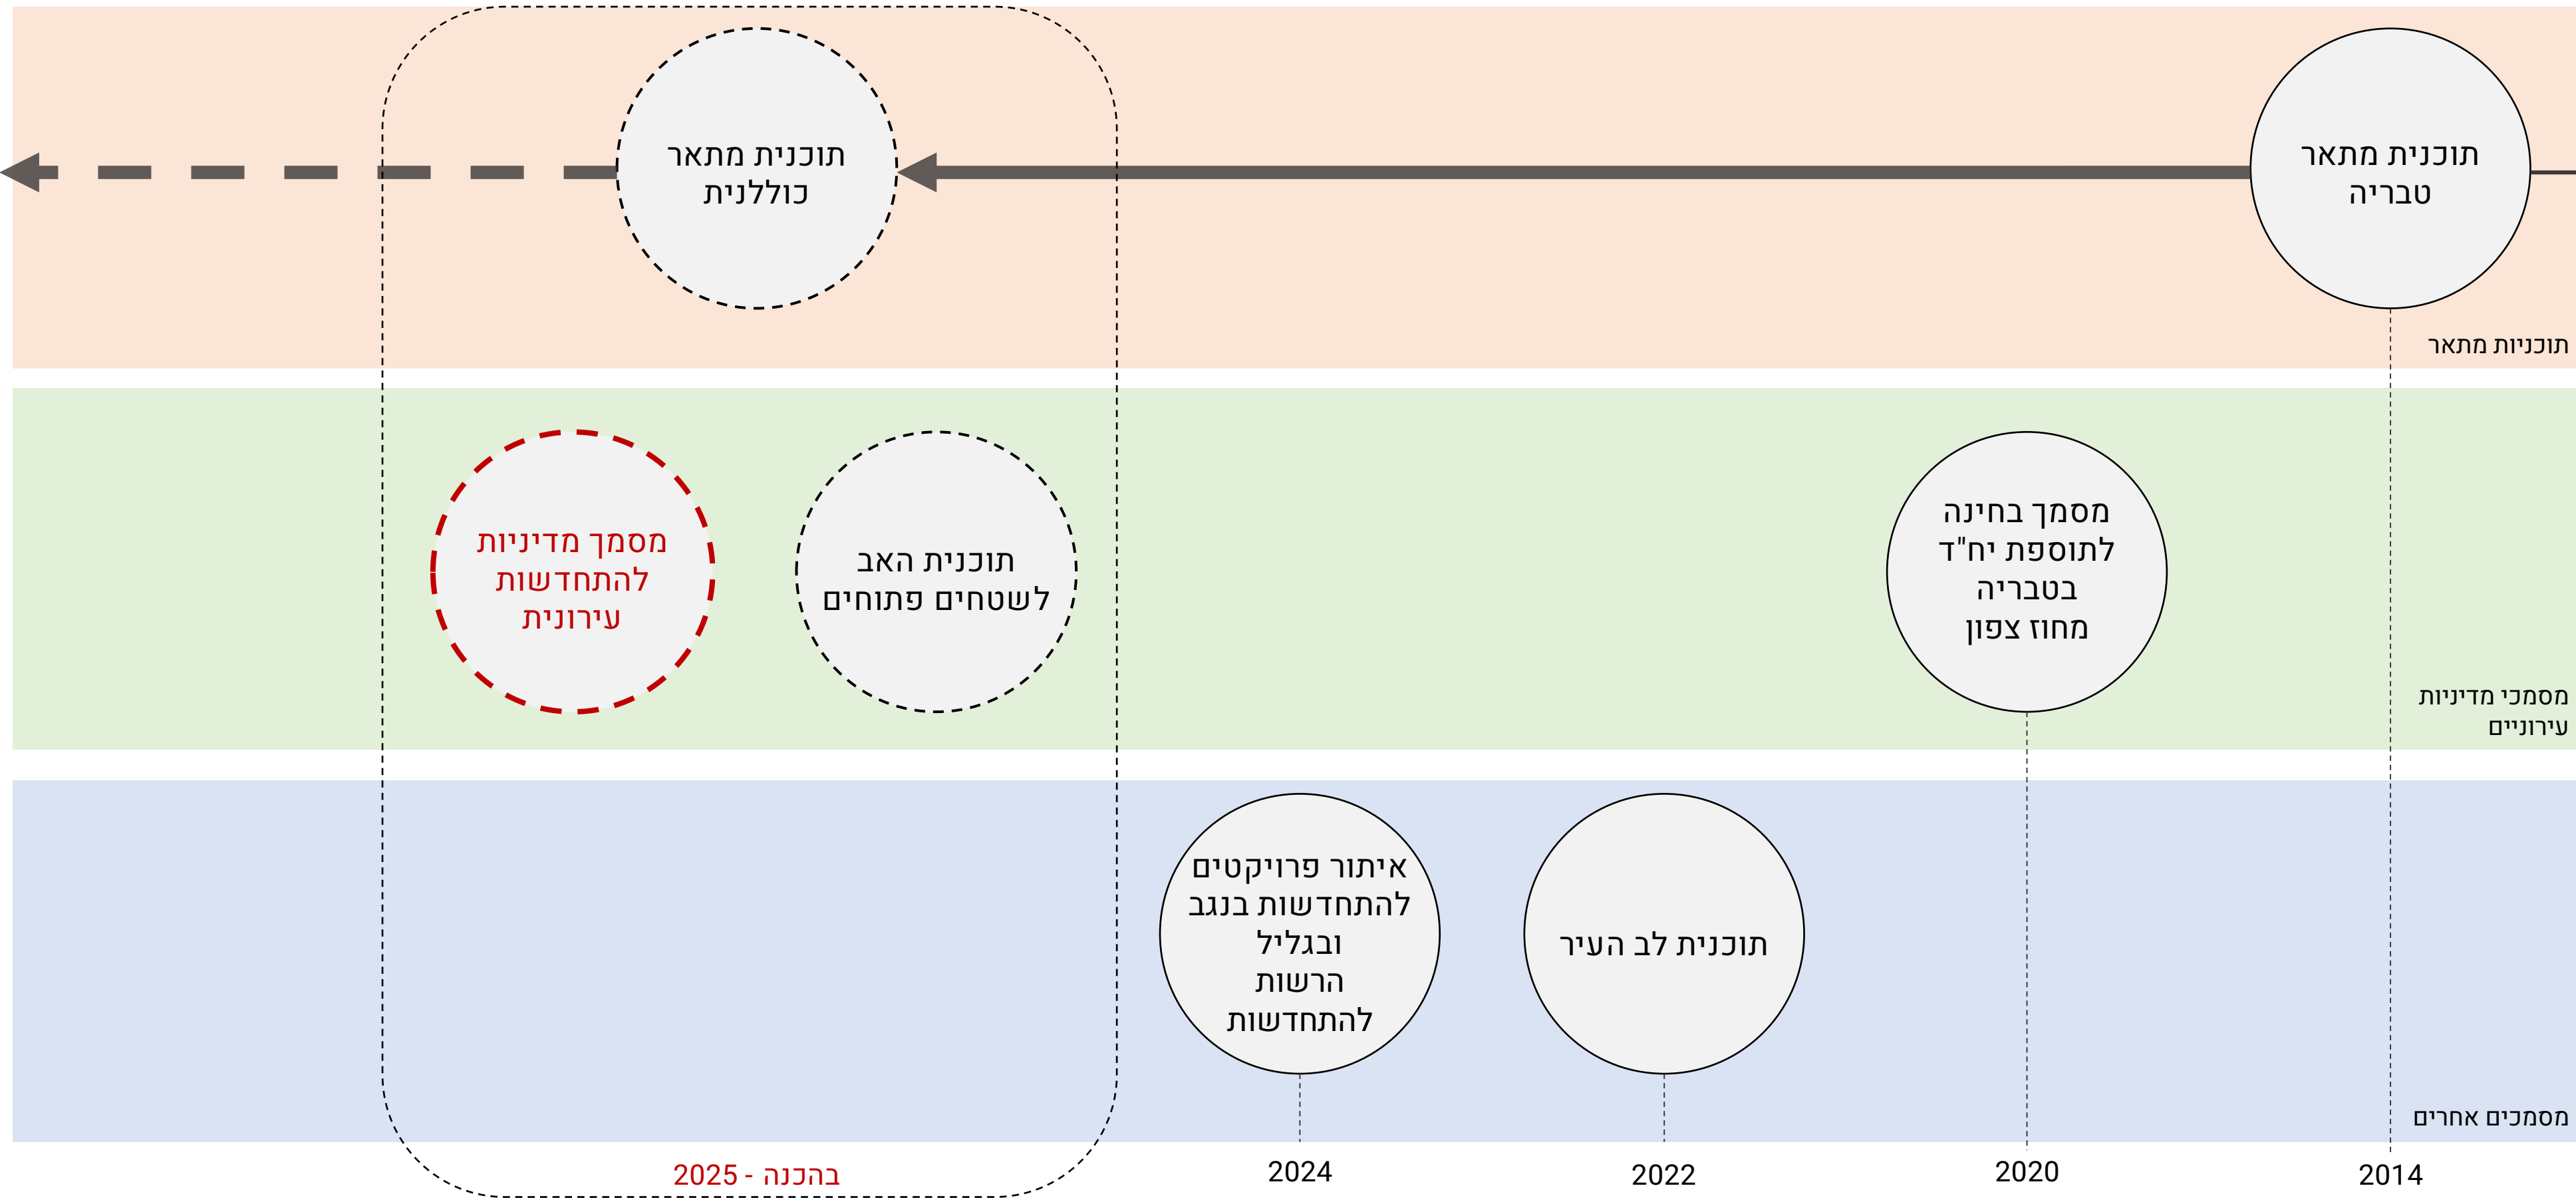 תוכנית מתאר
טבריה
תוכנית מתאר
כוללנית
תוכניות מתאר
מסמך בחינה
לתוספת יח"ד
בטבריה
מחוז צפון
תוכנית האב
לשטחים פתוחים
מסמך מדיניות
להתחדשות
עירונית
מסמכי מדיניות
עירוניים
תוכנית לב העיר
איתור פרויקטים
להתחדשות בנגב
ובגליל
הרשות
להתחדשות
מסמכים אחרים
2014
2020
2022
2024
בהכנה - 2025